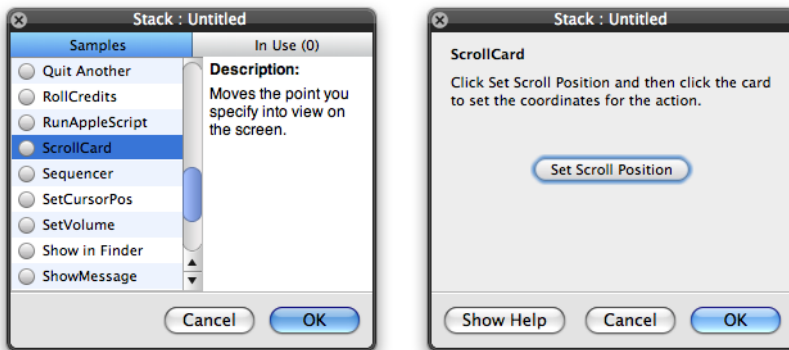 Stack : Untitled
Samples
In Use (0)
Quit Another
RollCredits
RunAppleScript
ScrollCard
Sequencer
SetCursorPos
SetVolume
Show in Finder
ShowMessage
Description:
Moves the point you
specify into view on
the screen.
Cancel
OK
Stack : Untitled
ScrollCard
Click Set Scroll Position and then click the card
to set the coordinates for the action.
Set Scroll Position
Show Help
Cancel
OK